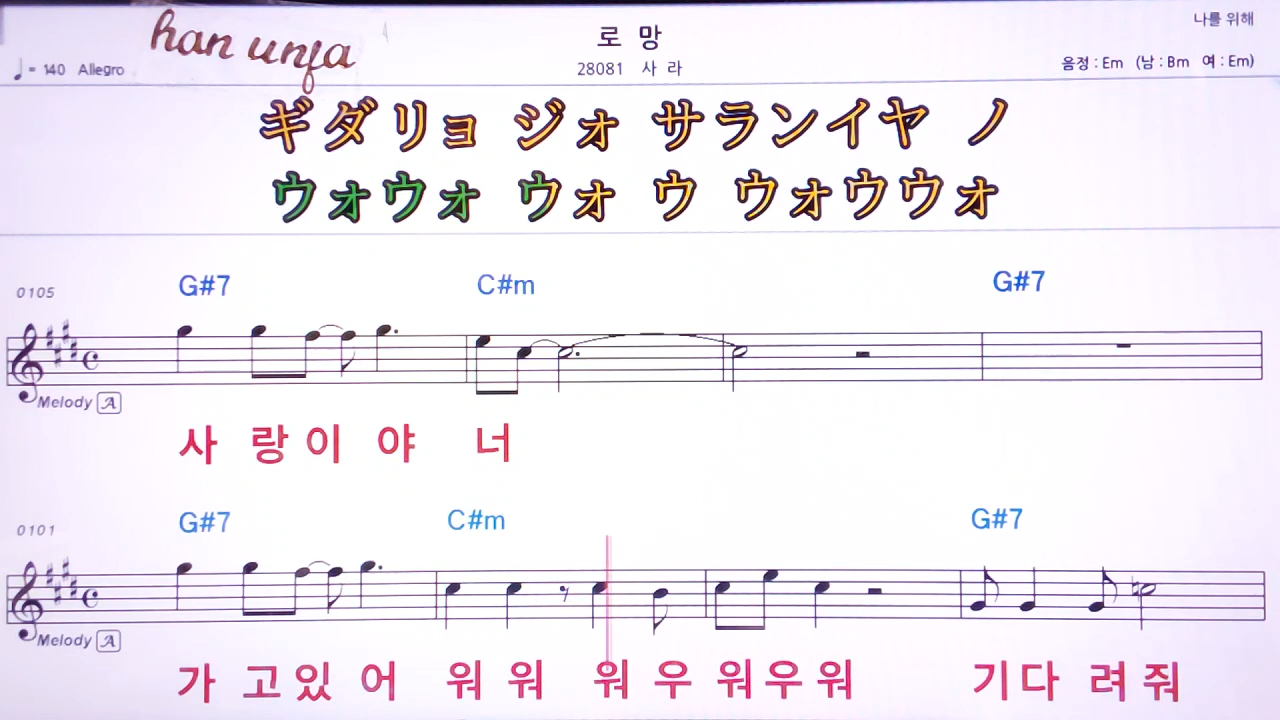 han unja
로 망
나를 위해
♩= 140 Allegro
28081 사 라
음정 : Em (남 : Bm 여 : Em)
ギダリョ ジォ サランイヤ ノ
ウォウォ ウォ ウ ウォウウォ
0105 G#7 C#m G#7
Melody A
사 랑 이 야 너
0101 G#7 C#m G#7
Melody A
가 고 있 어 워 워 워 우 워 우 워 기 다 려 줘